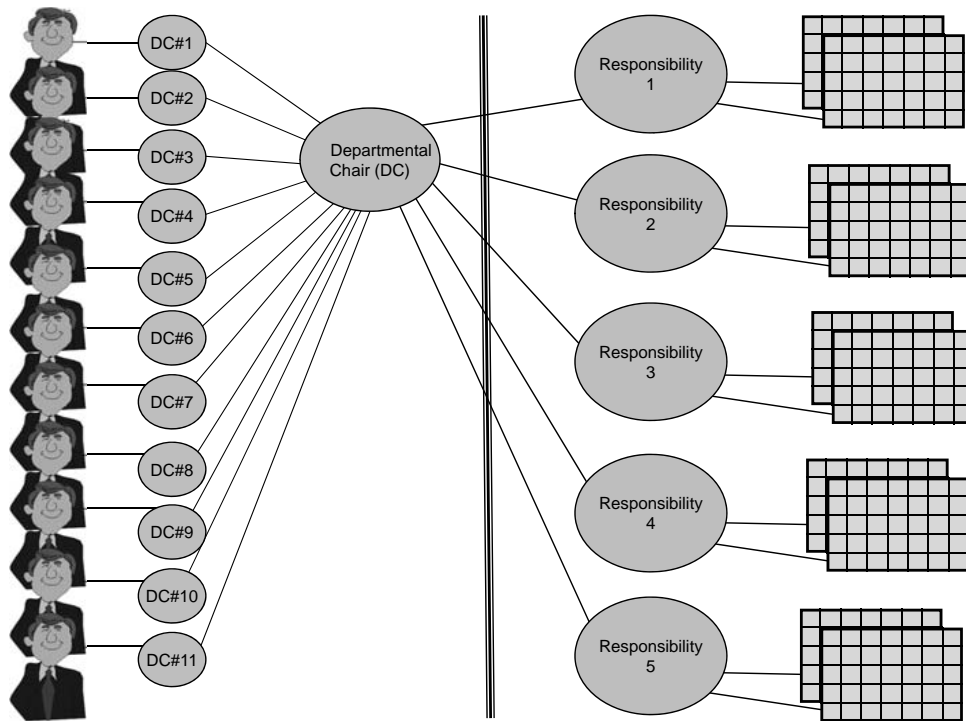 DC#1
DC#2
DC#3
DC#4
DC#5
DC#6
DC#7
DC#8
DC#9
DC#10
DC#11
Departmental
Chair (DC)
Responsibility
1
Responsibility
2
Responsibility
3
Responsibility
4
Responsibility
5